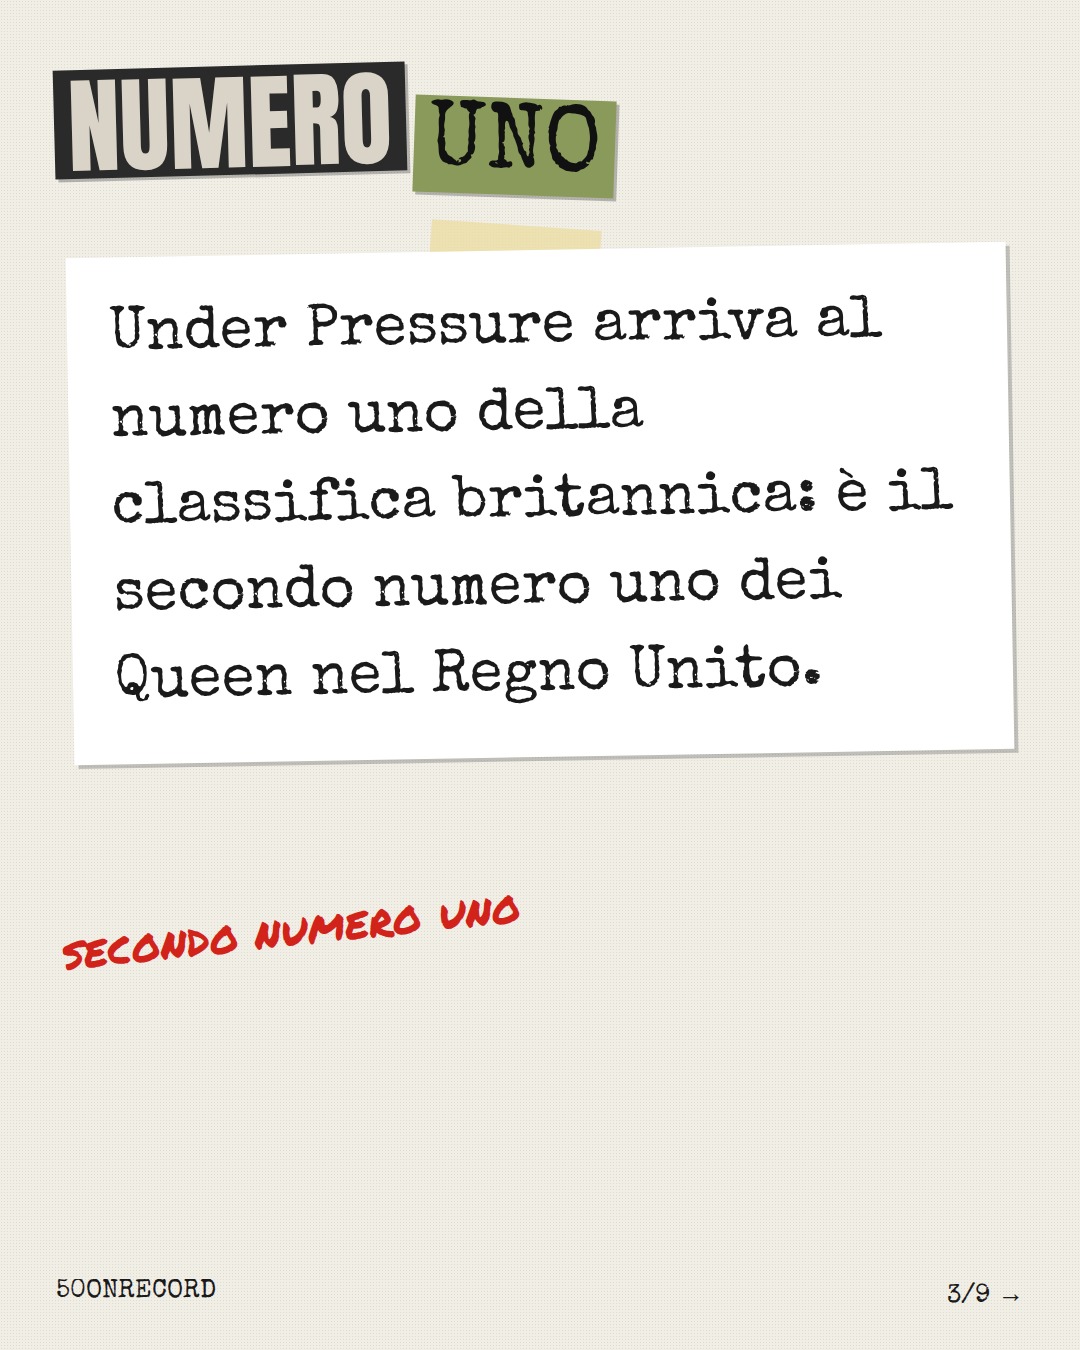 NUMERO UNO
Under Pressure arriva al
numero uno della
classifica britannica: è il
secondo numero uno dei
Queen nel Regno Unito.
SECONDO NUMERO UNO
50ONRECORD
3/9 →